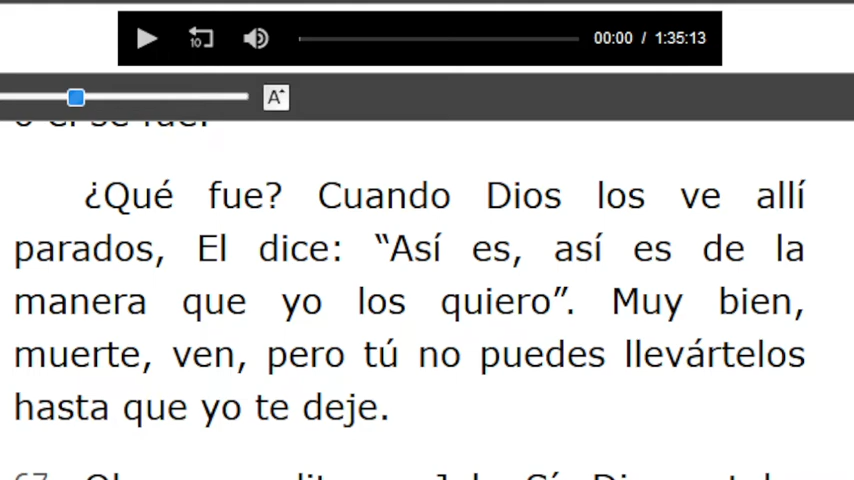 10
00:00 / 1:35:13
A
¿Qué fue? Cuando Dios los ve allí
parados, El dice: “Así es, así es de la
manera que yo los quiero”. Muy bien,
muerte, ven, pero tú no puedes llevártelos
hasta que yo te deje.